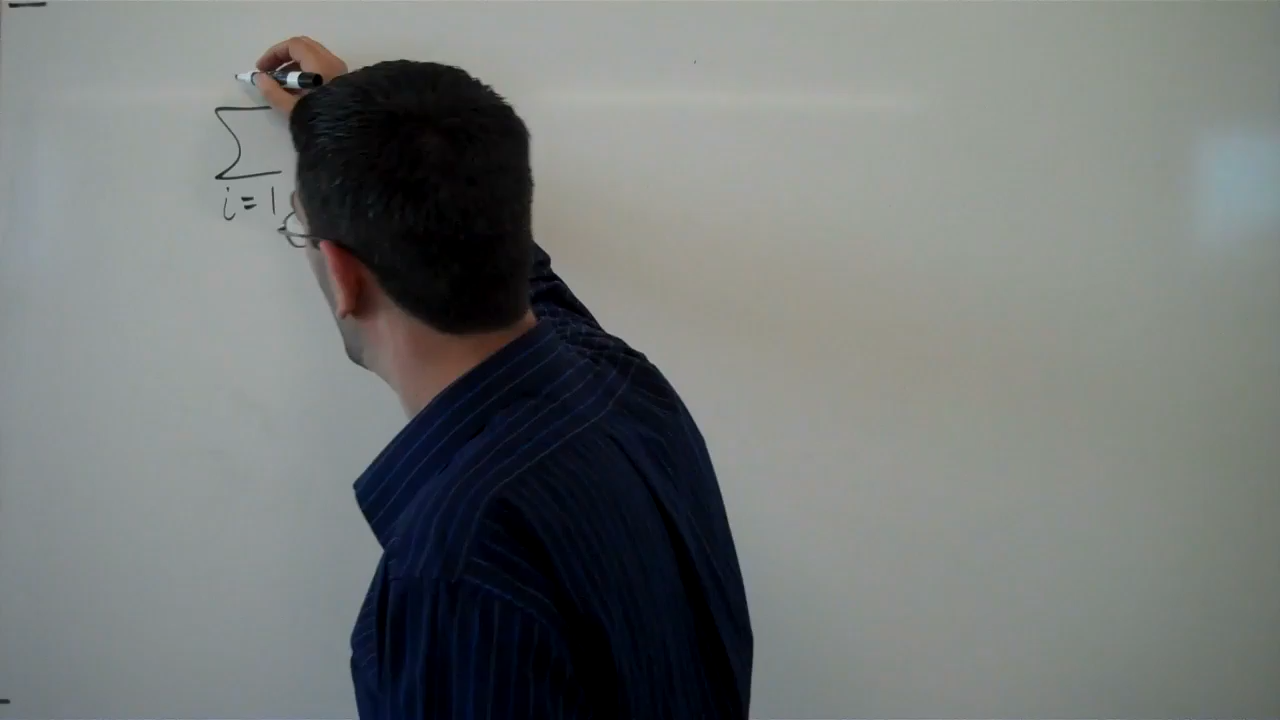 ∑
i = 1